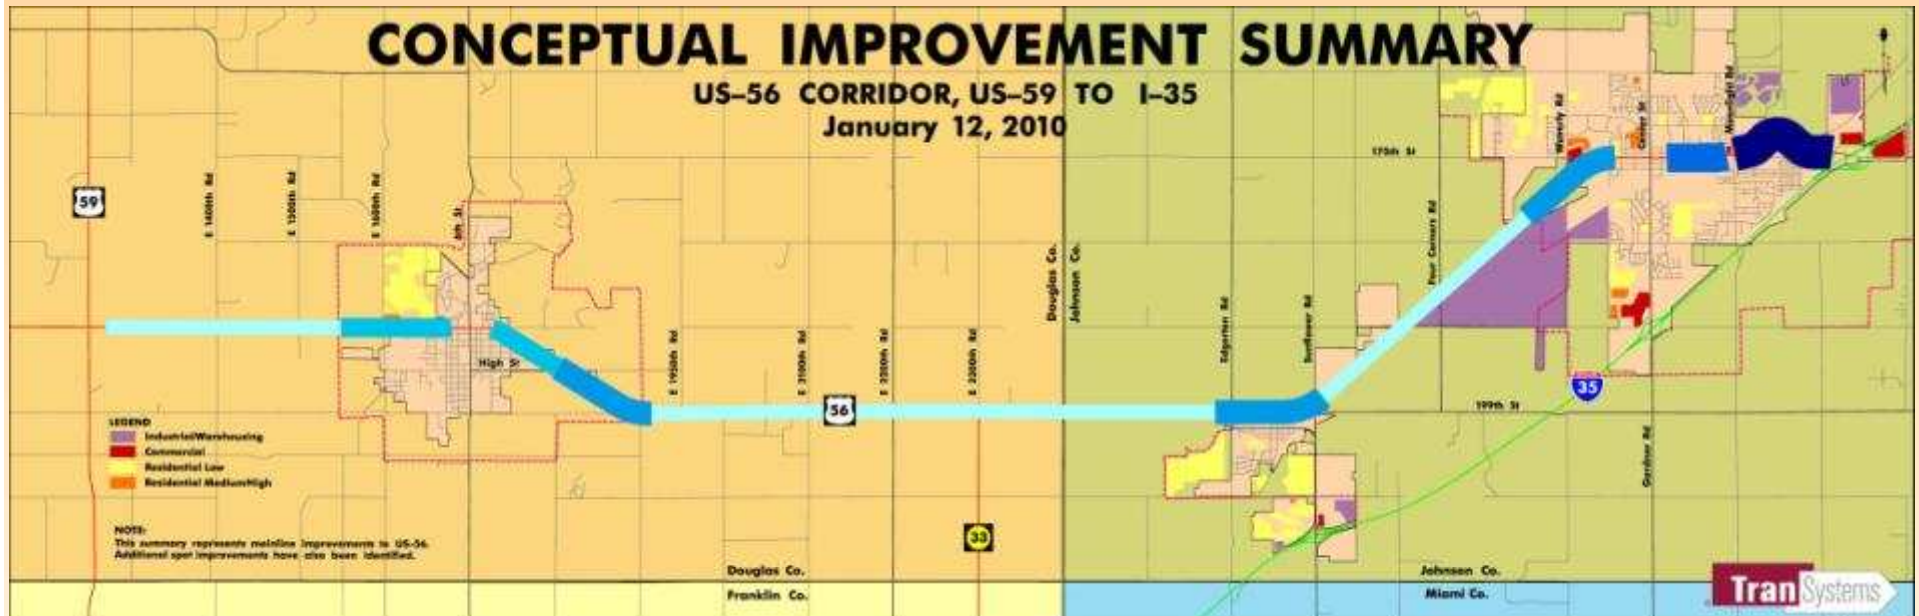 CONCEPTUAL IMPROVEMENT SUMMARY
US-56 CORRIDOR, US-59 TO I-35
January 12, 2010
59
E 1400th Rd
E 1500th Rd
E 1600th Rd
6th St
High St
E 1950th Rd
E 2100th Rd
E 2200th Rd
E 2300th Rd
56
33
Douglas Co.
Johnson Co.
Edgerton Rd
Sunflower Rd
Four Corners Rd
175th St
Waverly Rd
Center St
Moonlight Rd
35
199th St
Gardner Rd
LEGEND
Industrial/Warehousing
Commercial
Residential Low
Residential Medium/High
NOTE:
This summary represents mainline improvements to US-56.
Additional spot improvements have also been identified.
Douglas Co.
Franklin Co.
Johnson Co.
Miami Co.
TranSystems